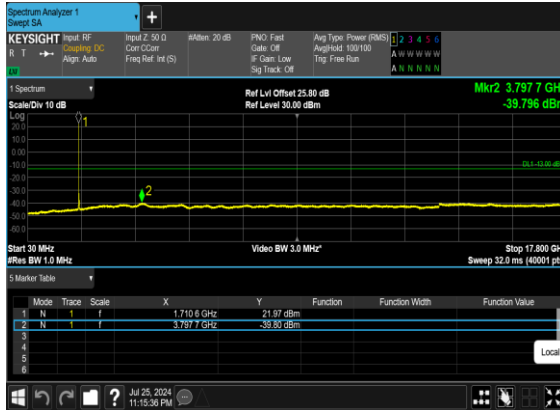 Spectrum Analyzer 1
Swept SA
+
KEYSIGHT
R T
Input: RF
Coupling: DC
Align: Auto
Input Z: 50 Ω
Corr CCorr
Freq Ref: Int (S)
#Atten: 20 dB
PNO: Fast
Gate: Off
IF Gain: Low
Sig Track: Off
Avg Type: Power (RMS)
Avg|Hold: 100/100
Trig: Free Run
1 2 3 4 5 6
A W W W W W
A N N N N N
1 Spectrum
Scale/Div 10 dB
Ref Lvl Offset 25.80 dB
Ref Level 30.00 dBm
Mkr2 3.797 7 GH
-39.796 dBr
Log
20.0
10.0
0.00
-10.0
-20.0
-30.0
-40.0
-50.0
-60.0
1
2
DL1 -13.00 dB
Start 30 MHz
#Res BW 1.0 MHz
Video BW 3.0 MHz*
Stop 17.800 GH
Sweep 32.0 ms (40001 pt
5 Marker Table
Mode Trace Scale X Y Function Function Width Function Value
1 N 1 f 1.710 6 GHz 21.97 dBm
2 N 1 f 3.797 7 GHz -39.80 dBm
3
4
5
6
Local
?
Jul 25, 2024
11:15:36 PM